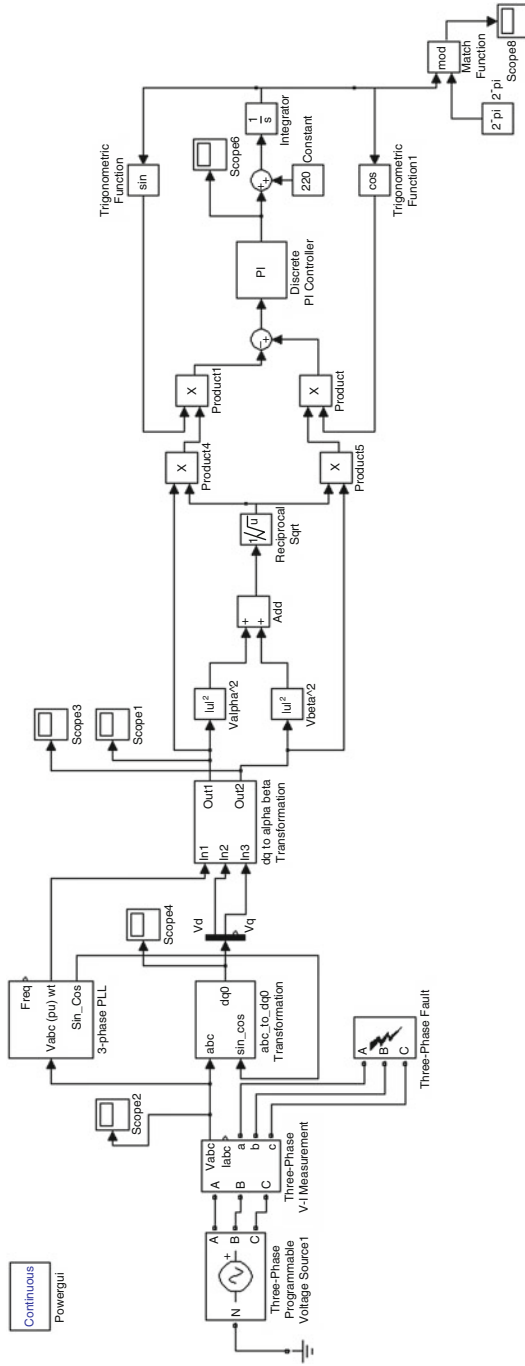 Continuous
Powergui
N
A
B
C
Three-Phase
Programmable
Voltage Source1
A
B
C
Vabc
Iabc
a
b
c
Three-Phase
V-I Measurement
Scope2
A
B
C
Three-Phase Fault
Freq
Vabc (pu) wt
Sin_Cos
3-phase PLL
abc
sin_cos
dq0
abc_to_dq0
Transformation
Scope4
Vd
Vq
In1
In2
In3
Out1
Out2
dq to alpha beta
Transformation
Scope3
Scope1
|u|²
Valpha^2
|u|²
Vbeta^2
+
+
Add
1/√u
Reciprocal
Sqrt
X
Product4
X
Product5
X
Product1
X
Product
-
+
PI
Discrete
PI Controller
Scope6
+
+
220
Constant
1
s
Integrator
Trigonometric
Function
sin
cos
Trigonometric
Function1
mod
Match
Function
2*pi
2*pi
Scope8